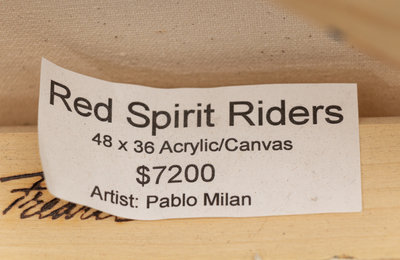 Red Spirit Riders
48 x 36 Acrylic/Canvas
$7200
Artist: Pablo Milan